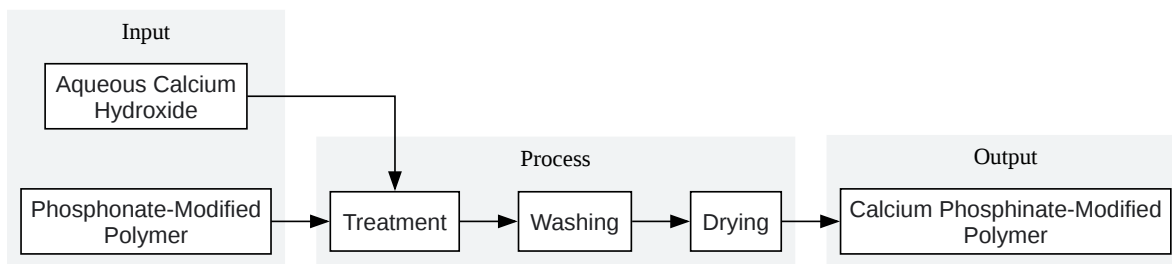 Input
Aqueous Calcium
Hydroxide
Phosphonate-Modified
Polymer
Process
Treatment
Washing
Drying
Output
Calcium Phosphinate-Modified
Polymer